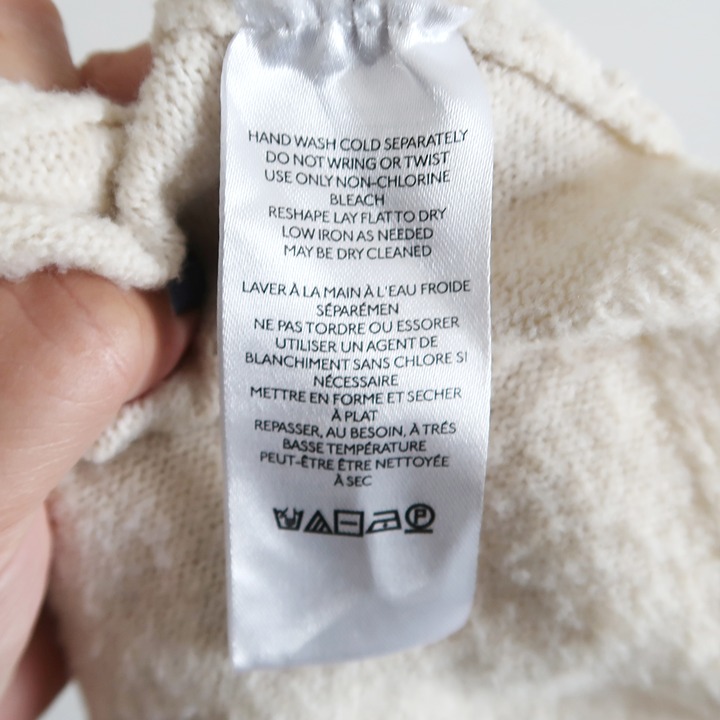 HAND WASH COLD SEPARATELY
DO NOT WRING OR TWIST
USE ONLY NON-CHLORINE
BLEACH
RESHAPE LAY FLAT TO DRY
LOW IRON AS NEEDED
MAY BE DRY CLEANED
LAVER À LA MAIN À L'EAU FROIDE
SÉPARÉMEN
NE PAS TORDRE OU ESSORER
UTILISER UN AGENT DE
BLANCHIMENT SANS CHLORE SI
NÉCESSAIRE
METTRE EN FORME ET SECHER
À PLAT
REPASSER, AU BESOIN, À TRÉS
BASSE TEMPÉRATURE
PEUT-ÊTRE ÊTRE NETTOYÉE
À SEC
P